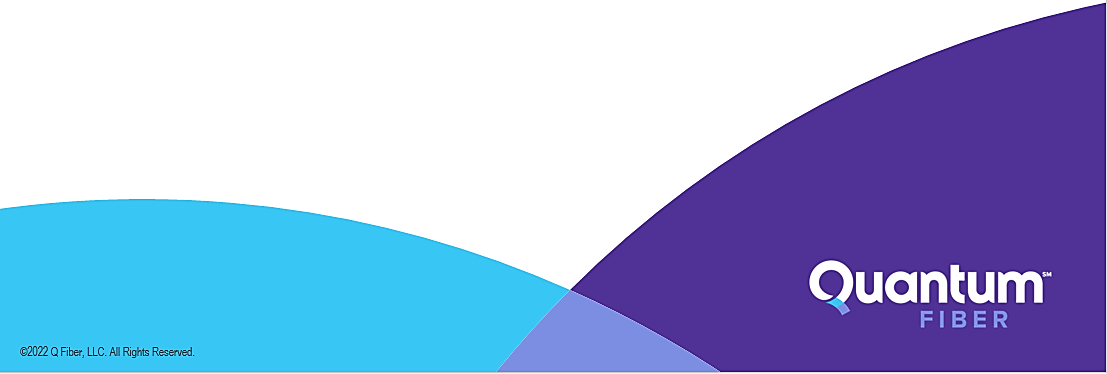 Quantum℠
FIBER
©2022 Q Fiber, LLC. All Rights Reserved.